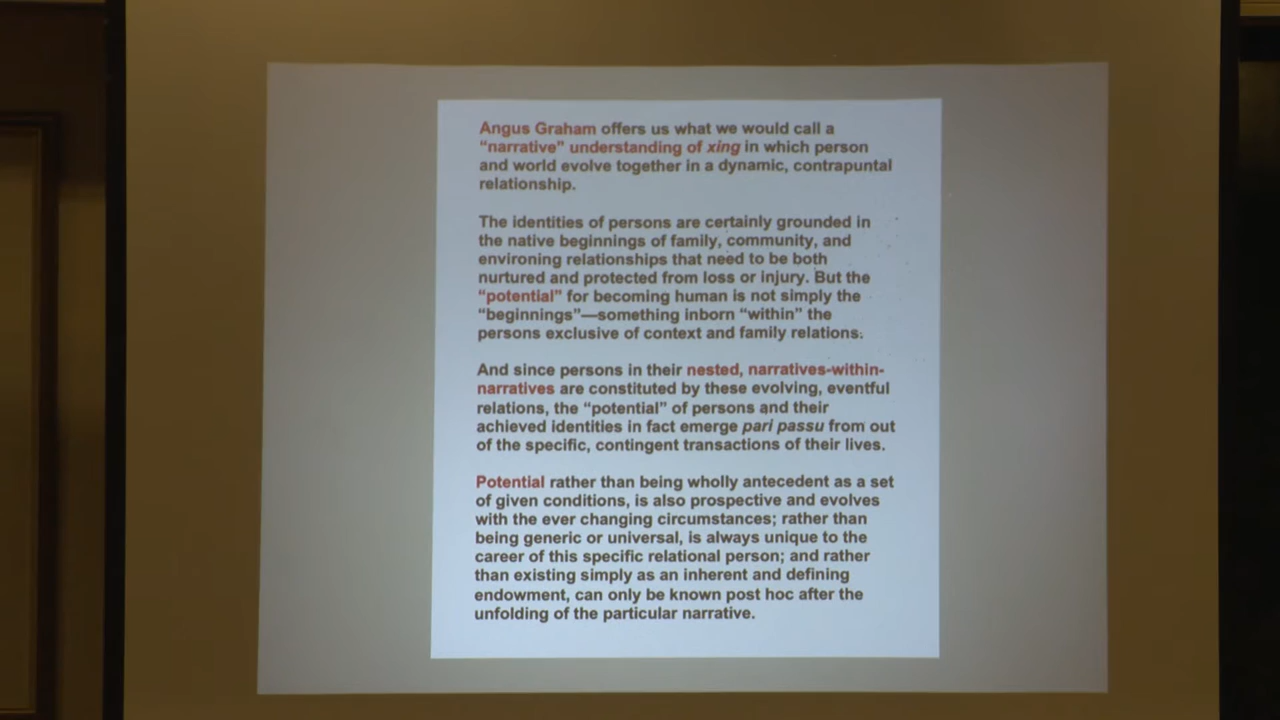 Angus Graham offers us what we would call a
“narrative” understanding of xing in which person
and world evolve together in a dynamic, contrapuntal
relationship.
The identities of persons are certainly grounded in
the native beginnings of family, community, and
environing relationships that need to be both
nurtured and protected from loss or injury. But the
“potential” for becoming human is not simply the
“beginnings”—something inborn “within” the
persons exclusive of context and family relations.
And since persons in their nested, narratives-within-
narratives are constituted by these evolving, eventful
relations, the “potential” of persons and their
achieved identities in fact emerge pari passu from out
of the specific, contingent transactions of their lives.
Potential rather than being wholly antecedent as a set
of given conditions, is also prospective and evolves
with the ever changing circumstances; rather than
being generic or universal, is always unique to the
career of this specific relational person; and rather
than existing simply as an inherent and defining
endowment, can only be known post hoc after the
unfolding of the particular narrative.